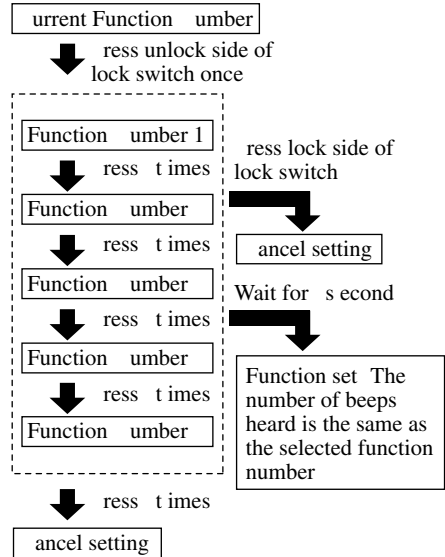 urrent Function umber
ress unlock side of
lock switch once
Function umber 1
ress t imes
Function umber
ress t imes
Function umber
ress t imes
Function umber
ress t imes
Function umber
ress t imes
ancel setting
ress lock side of
lock switch
ancel setting
Wait for s econd
Function set The
number of beeps
heard is the same as
the selected function
number